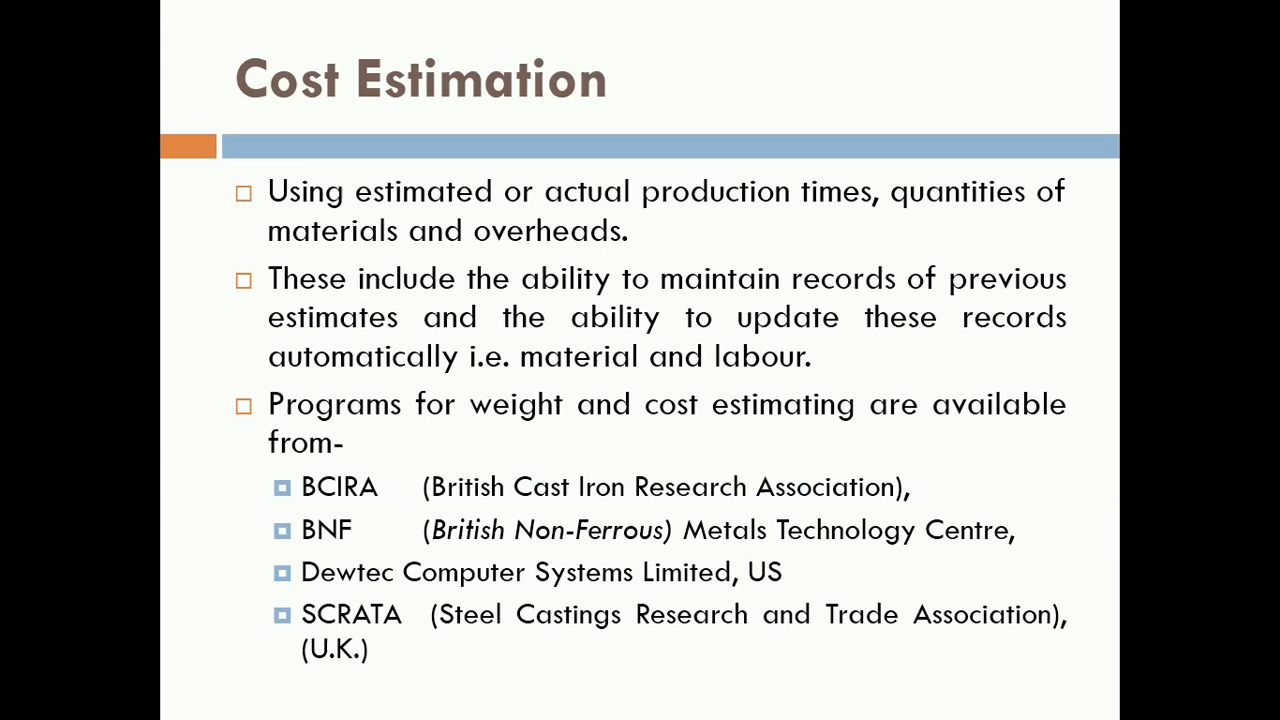 Cost Estimation
Using estimated or actual production times, quantities of
materials and overheads.
These include the ability to maintain records of previous
estimates and the ability to update these records
automatically i.e. material and labour.
Programs for weight and cost estimating are available
from-
BCIRA (British Cast Iron Research Association),
BNF (British Non-Ferrous) Metals Technology Centre,
Dewtec Computer Systems Limited, US
SCRATA (Steel Castings Research and Trade Association),
(U.K.)